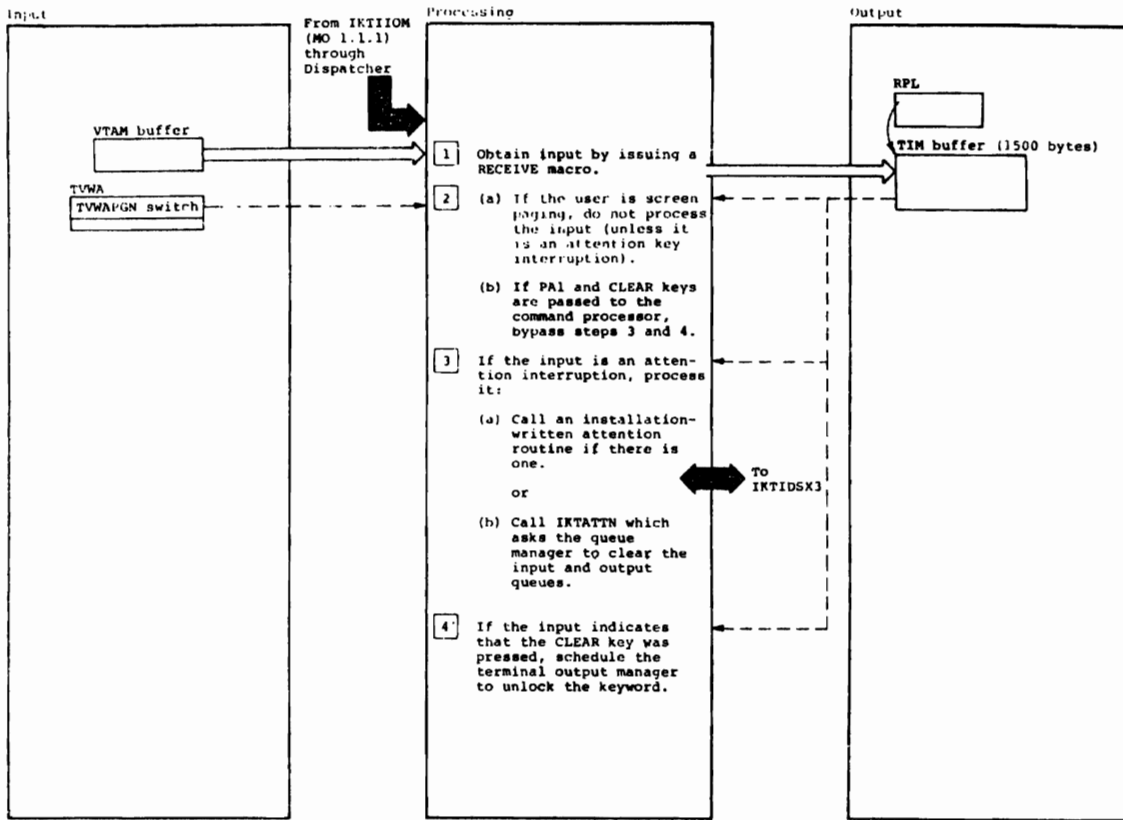 Input
Processing
Output
From IKTIIOM
(MO 1.1.1)
through
Dispatcher
RPL
VTAM buffer
TIM buffer (1500 bytes)
1 Obtain input by issuing a
RECEIVE macro.
TVWA
TVWAPGN switch
2 (a) If the user is screen
paging, do not process
the input (unless it
is an attention key
interruption).
(b) If PA1 and CLEAR keys
are passed to the
command processor,
bypass steps 3 and 4.
3 If the input is an atten-
tion interruption, process
it:
(a) Call an installation-
written attention
routine if there is
one.
To
IKTIDSX3
or
(b) Call IKTATTN which
asks the queue
manager to clear the
input and output
queues.
4 If the input indicates
that the CLEAR key was
pressed, schedule the
terminal output manager
to unlock the keyword.